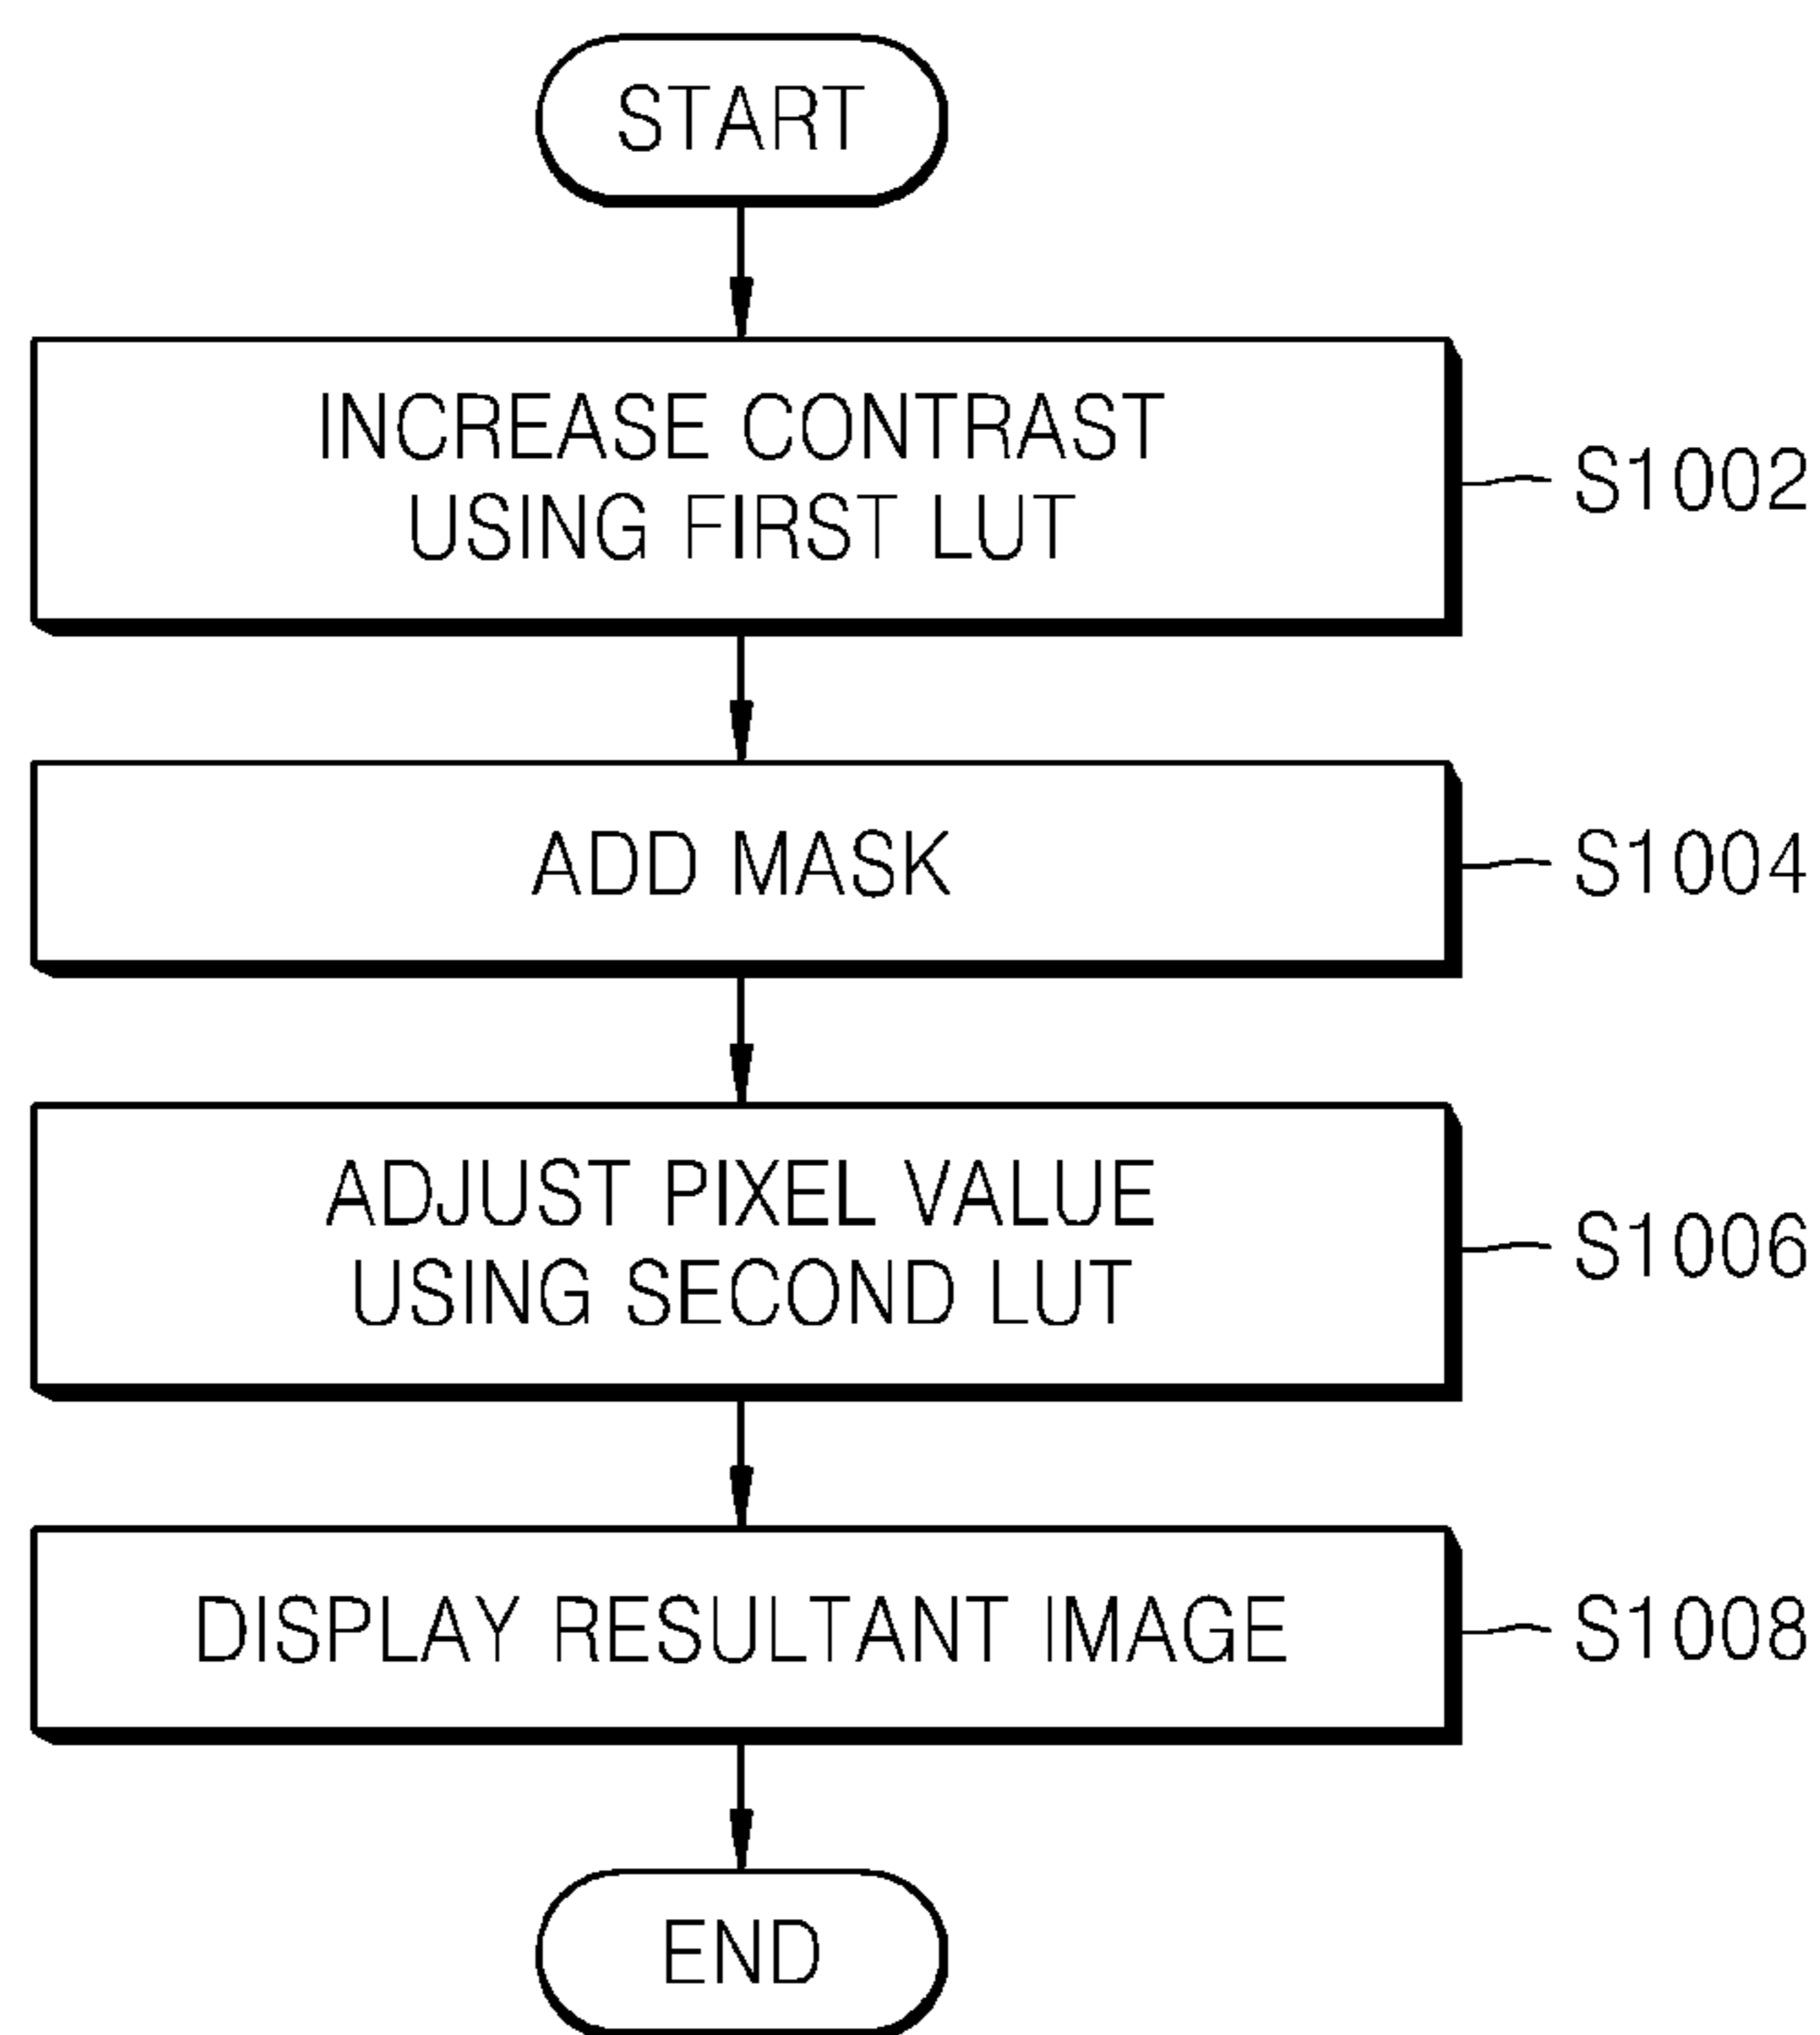 START
INCREASE CONTRAST
USING FIRST LUT
S1002
ADD MASK
S1004
ADJUST PIXEL VALUE
USING SECOND LUT
S1006
DISPLAY RESULTANT IMAGE
S1008
END